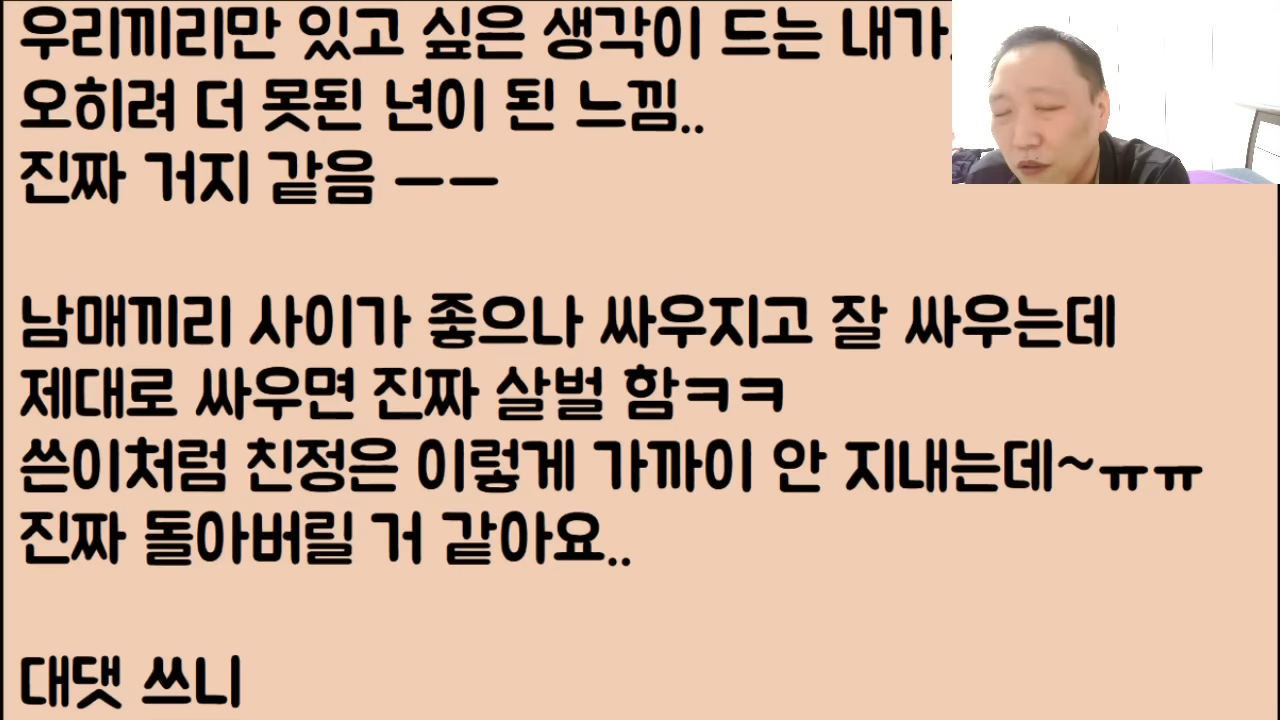 우리끼리만 있고 싶은 생각이 드는 내가
오히려 더 못된 년이 된 느낌..
진짜 거지 같음 ㅡㅡ
남매끼리 사이가 좋으나 싸우지고 잘 싸우는데
제대로 싸우면 진짜 살벌 함ㅋㅋ
쓴이처럼 친정은 이렇게 가까이 안 지내는데~ㅠㅠ
진짜 돌아버릴 거 같아요..
대댓 쓰니